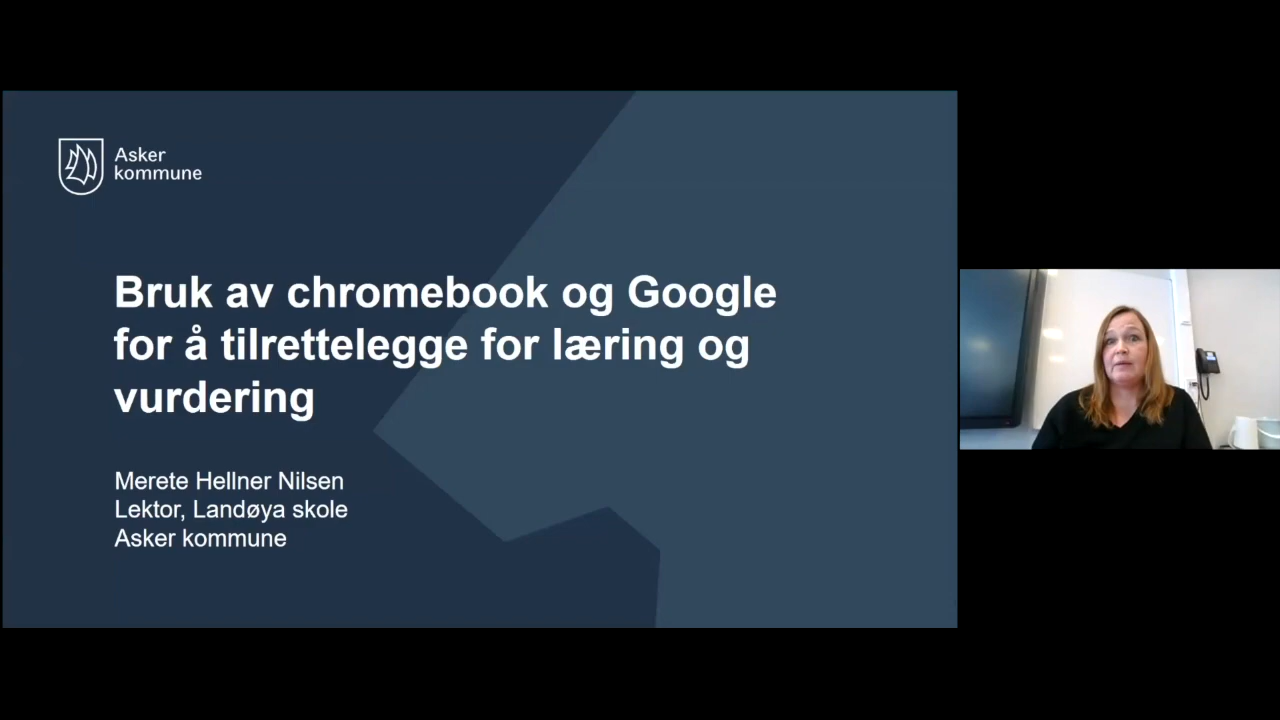 Asker
kommune
Bruk av chromebook og Google
for å tilrettelegge for læring og
vurdering
Merete Hellner Nilsen
Lektor, Landøya skole
Asker kommune